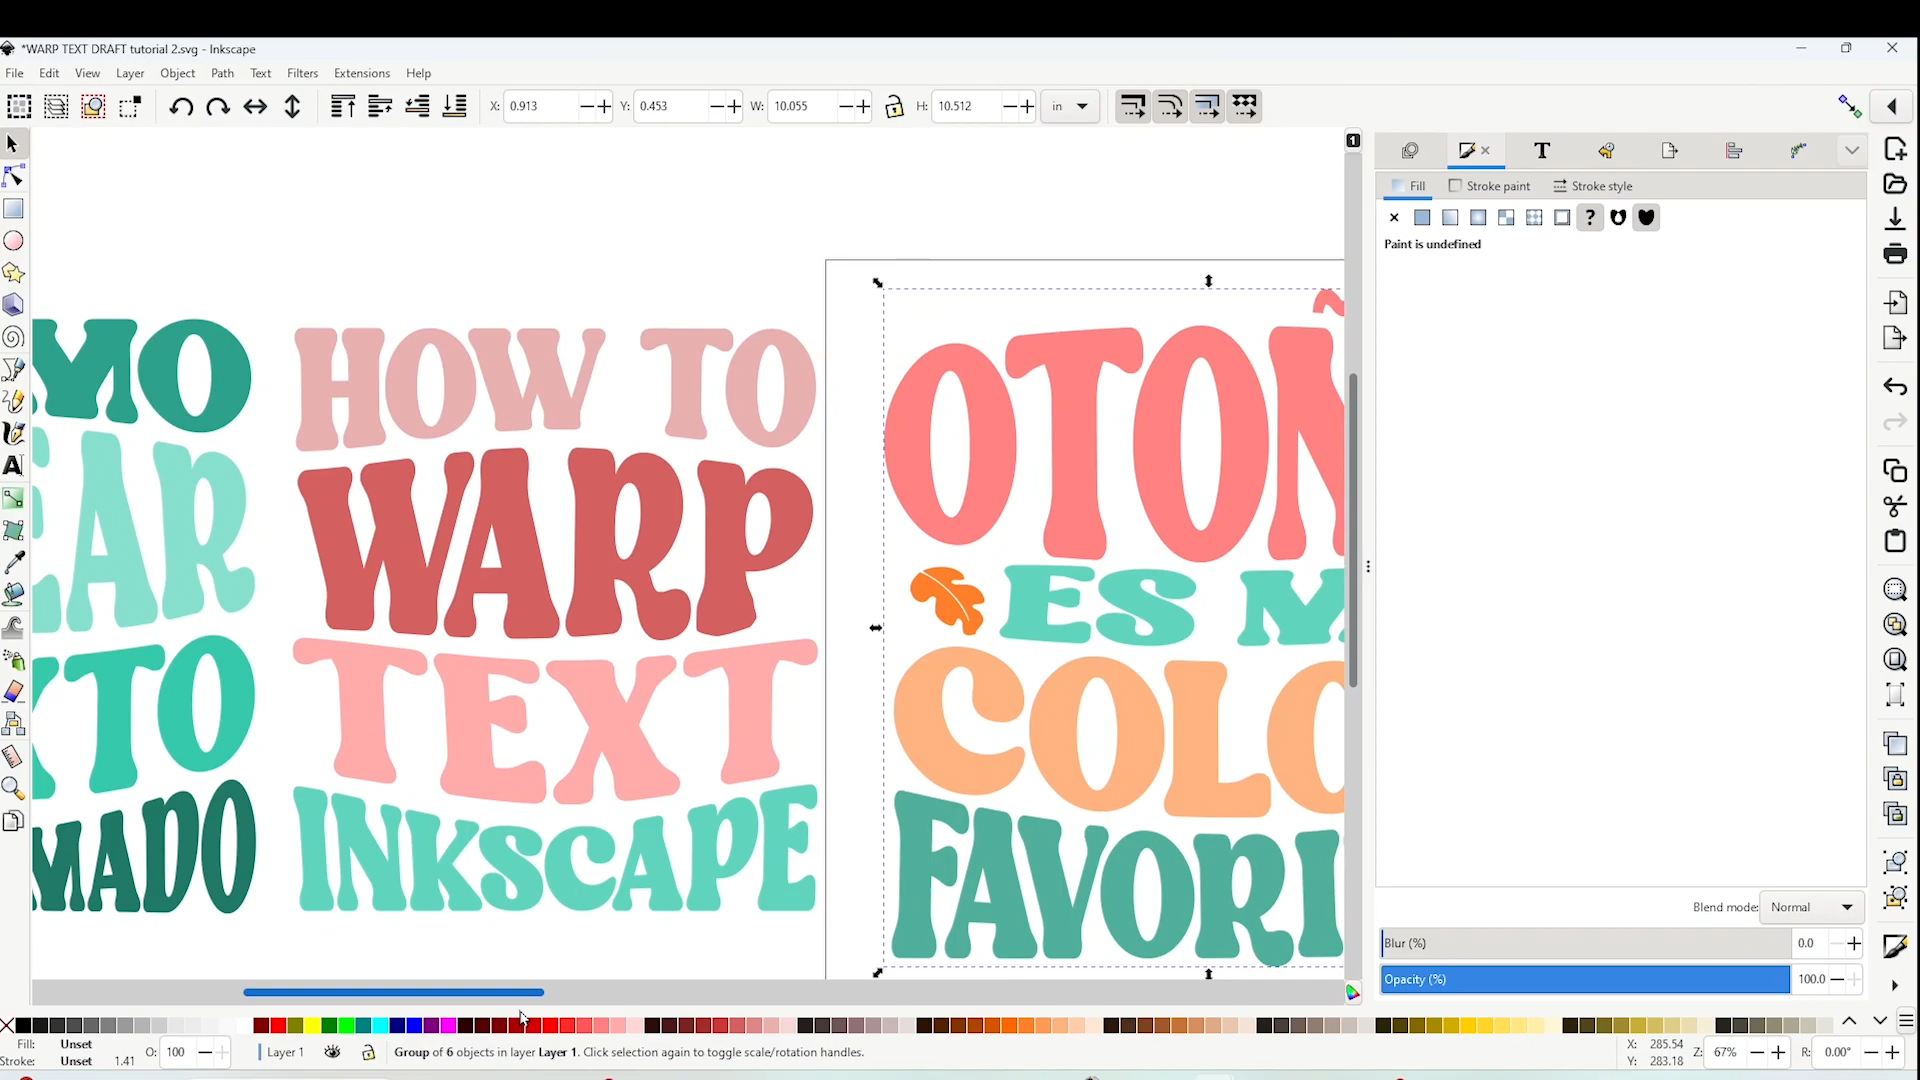 *WARP TEXT DRAFT tutorial 2.svg - Inkscape
File Edit View Layer Object Path Text Filters Extensions Help
X: 0.913 Y: 0.453 W: 10.055 H: 10.512 in
1
Fill Stroke paint Stroke style
Paint is undefined
MO
EAR
XTO
MADO
HOW TO
WARP
TEXT
INKSCAPE
OTOÑ
ES M
COLO
FAVORI
Blend mode: Normal
Blur (%) 0.0
Opacity (%) 100.0
Fill: Unset
Stroke: Unset 1.41 O: 100 Layer 1 Group of 6 objects in layer Layer 1. Click selection again to toggle scale/rotation handles.
X: 285.54
Y: 283.18 Z: 67% R: 0.00°